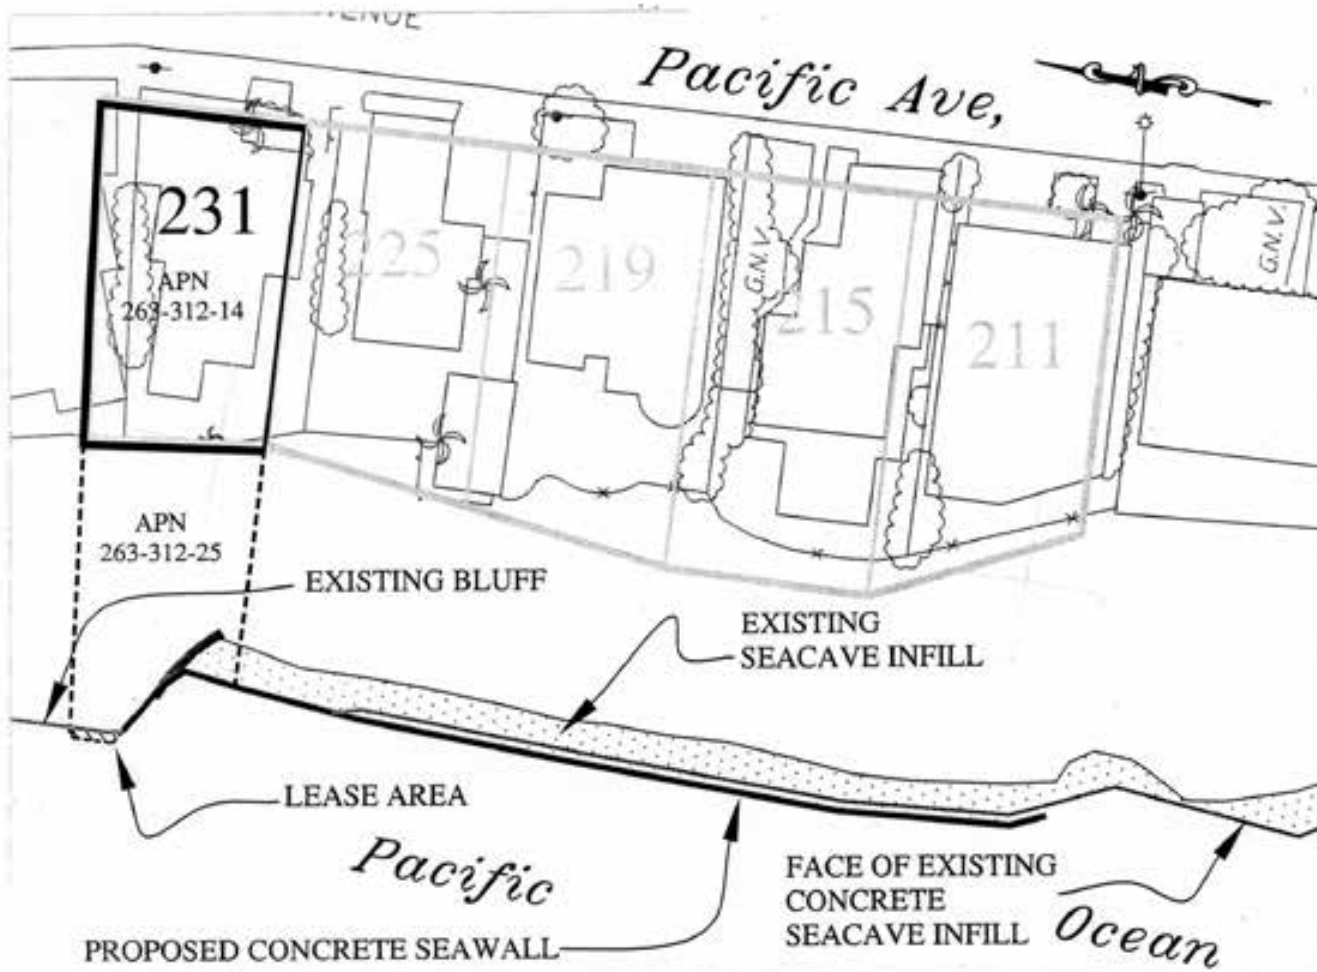 Pacific Ave,
231
APN
263-312-14
225
219
G.N.V.
215
211
G.N.V.
APN
263-312-25
EXISTING BLUFF
EXISTING
SEACAVE INFILL
LEASE AREA
Pacific
FACE OF EXISTING
CONCRETE
SEACAVE INFILL
Ocean
PROPOSED CONCRETE SEAWALL